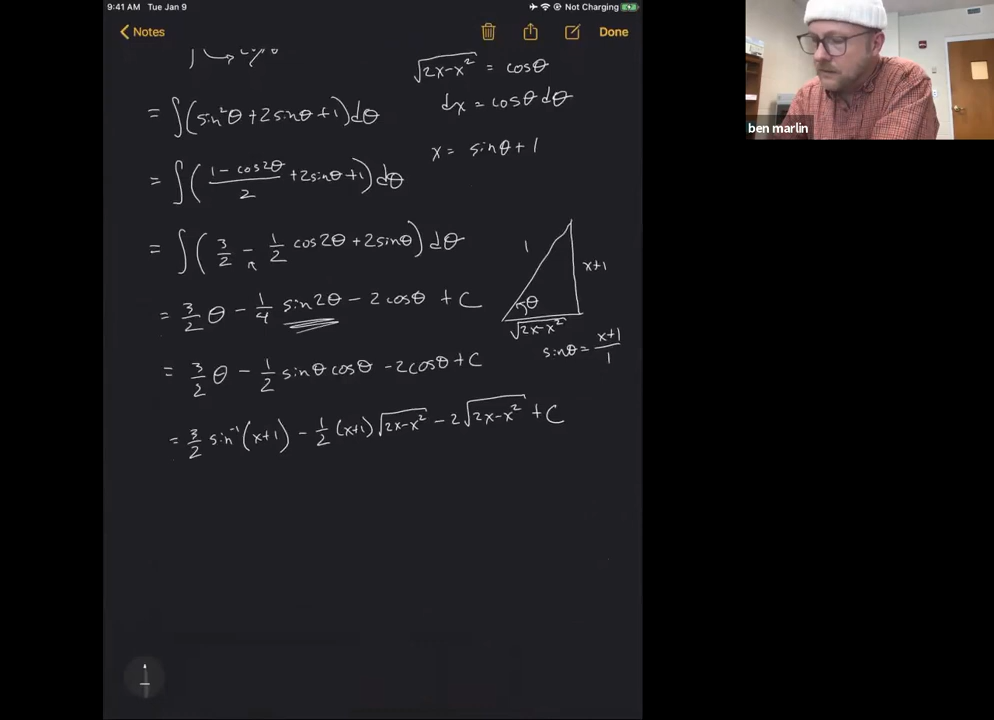 9:41 AM Tue Jan 9
Not Charging
Notes
Done
√(2x-x²) = cosθ
dx = cosθ dθ
x = sinθ + 1
= ∫(sin²θ + 2sinθ + 1)dθ
= ∫((1 - cos2θ)/2 + 2sinθ + 1)dθ
= ∫(3/2 - 1/2 cos2θ + 2sinθ)dθ
= 3/2 θ - 1/4 sin2θ - 2cosθ + C
= 3/2 θ - 1/2 sinθ cosθ - 2cosθ + C
= 3/2 sin⁻¹(x+1) - 1/2 (x+1)√(2x-x²) - 2√(2x-x²) + C
1
x+1
θ
√(2x-x²)
sinθ = (x+1)/1
ben marlin